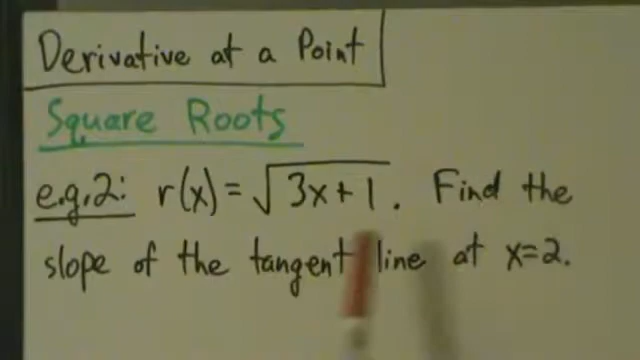 Derivative at a Point
Square Roots
e.g.2: r(x) = √3x+1. Find the
slope of the tangent line at x=2.